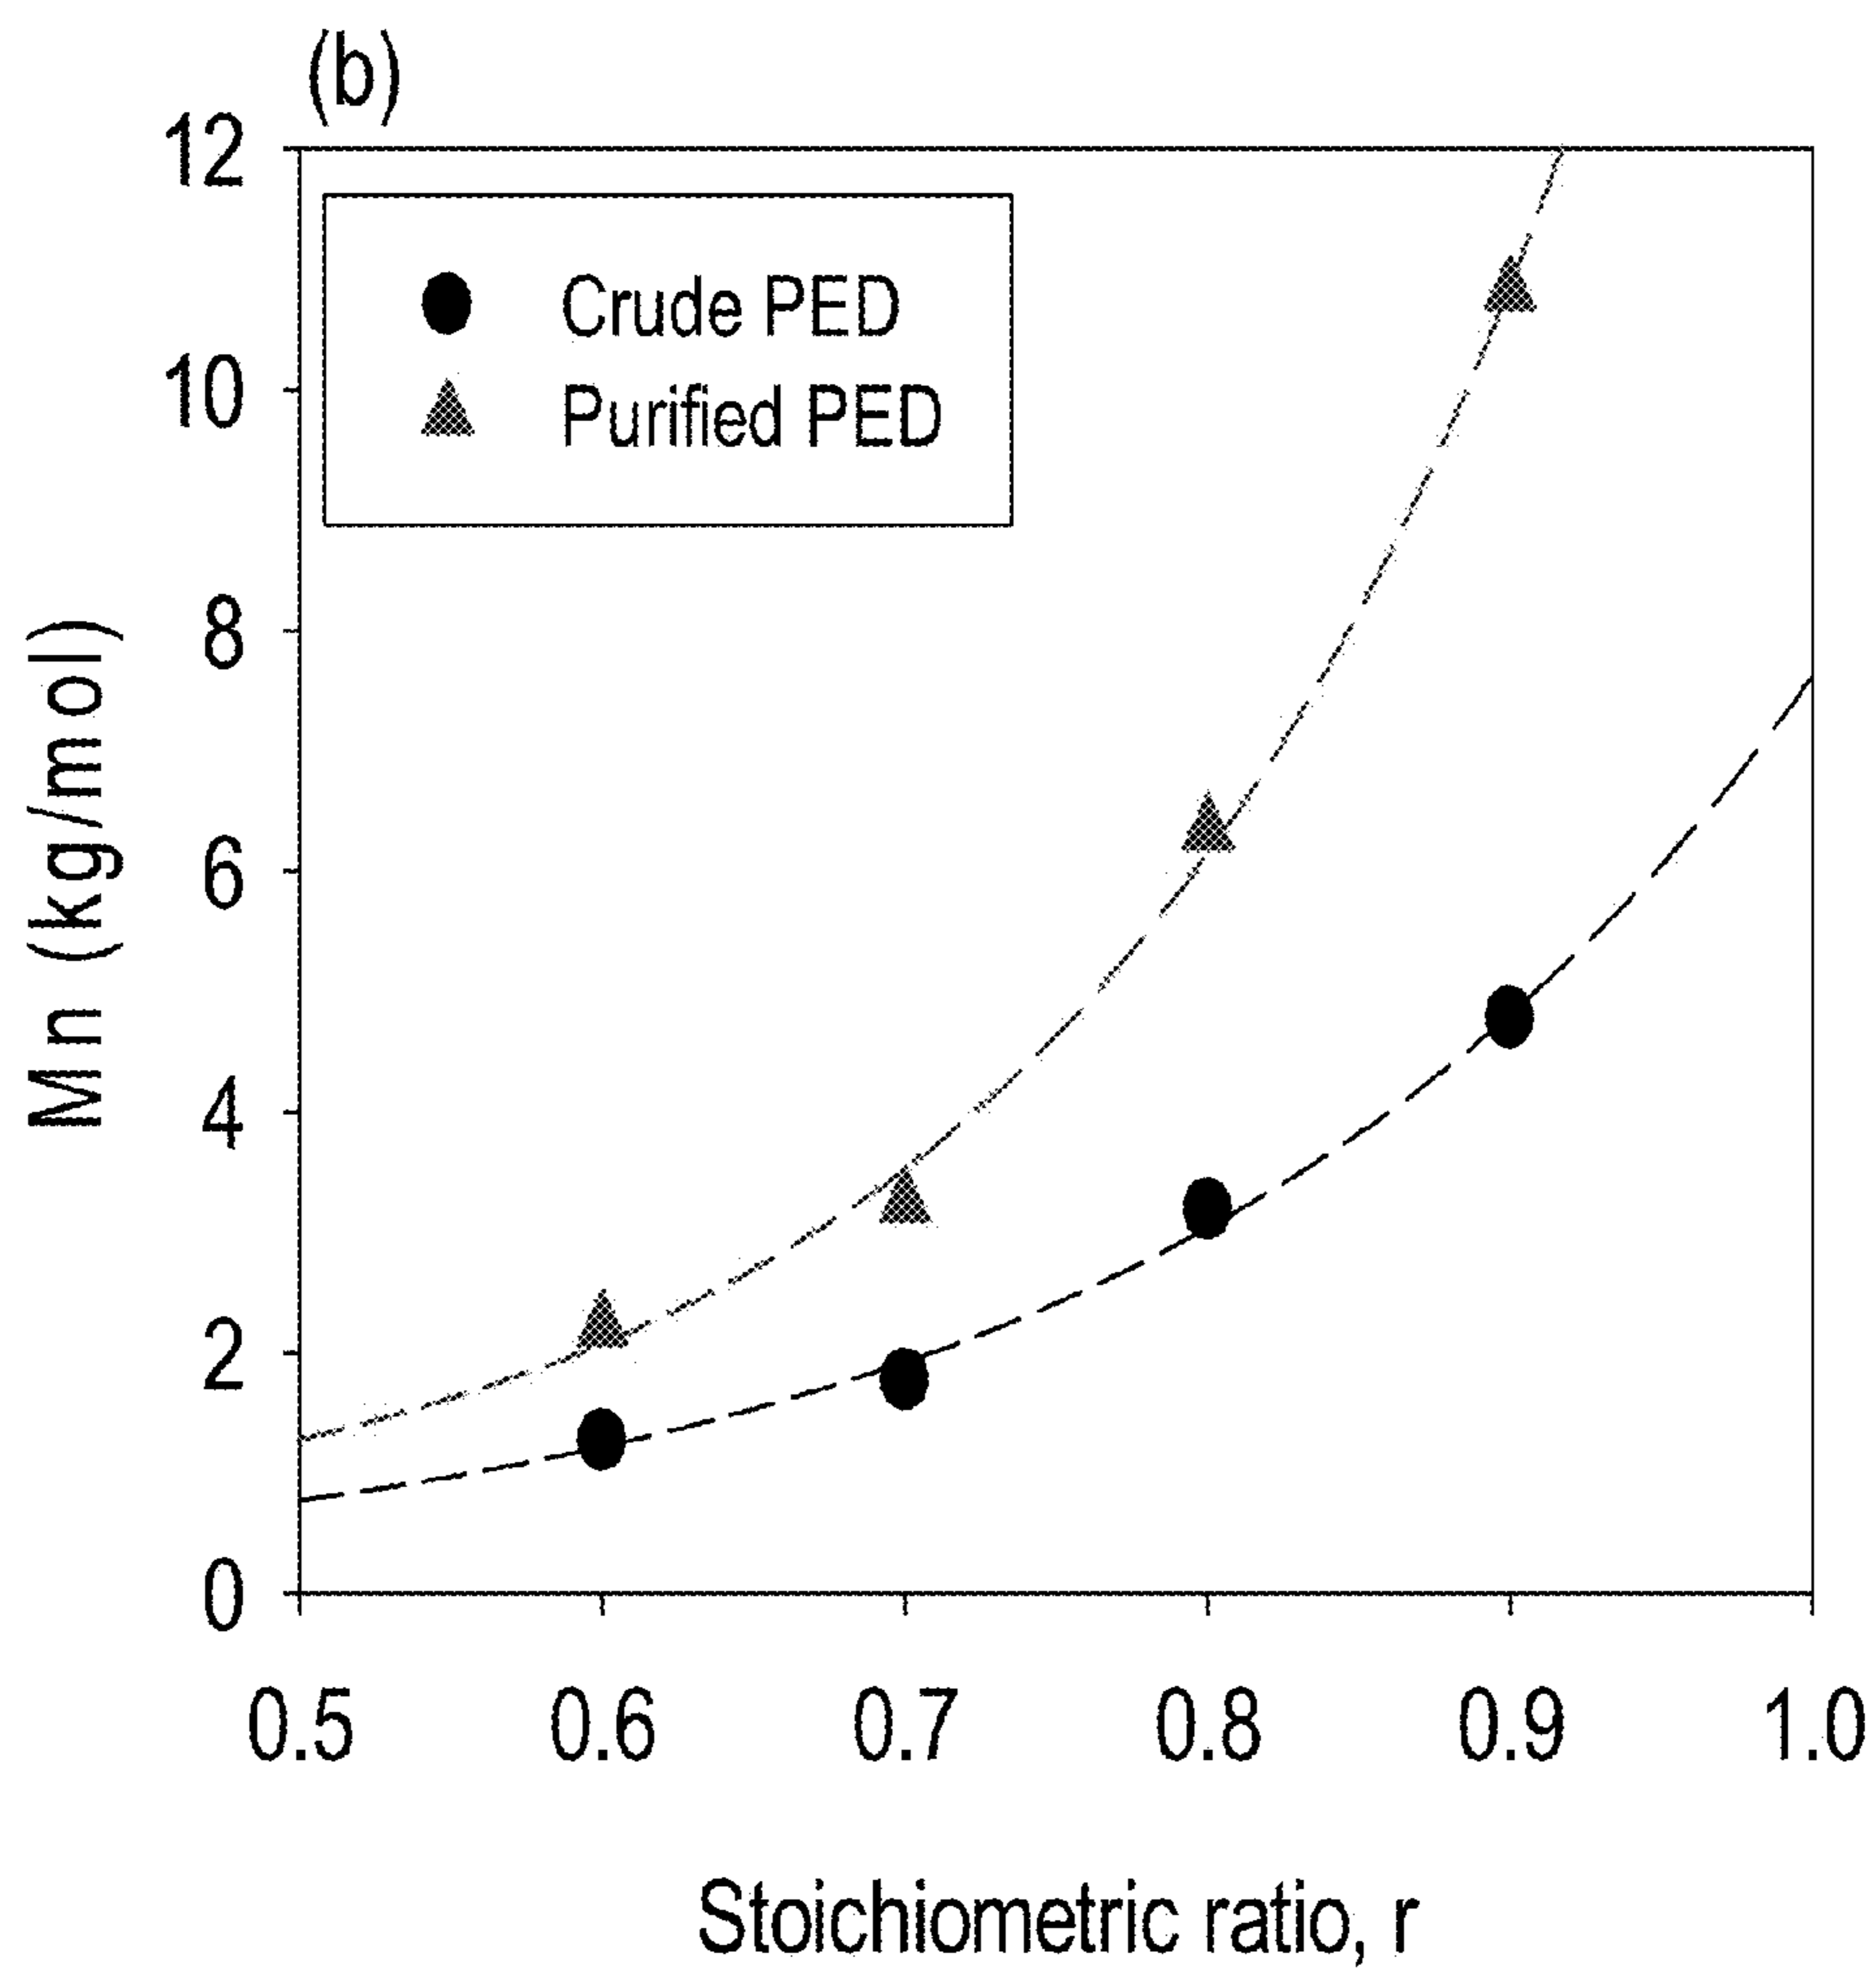 (b)
12
10
8
6
4
2
0
Mn (kg/mol)
Crude PED
Purified PED
0.5 0.6 0.7 0.8 0.9 1.0
Stoichiometric ratio, r